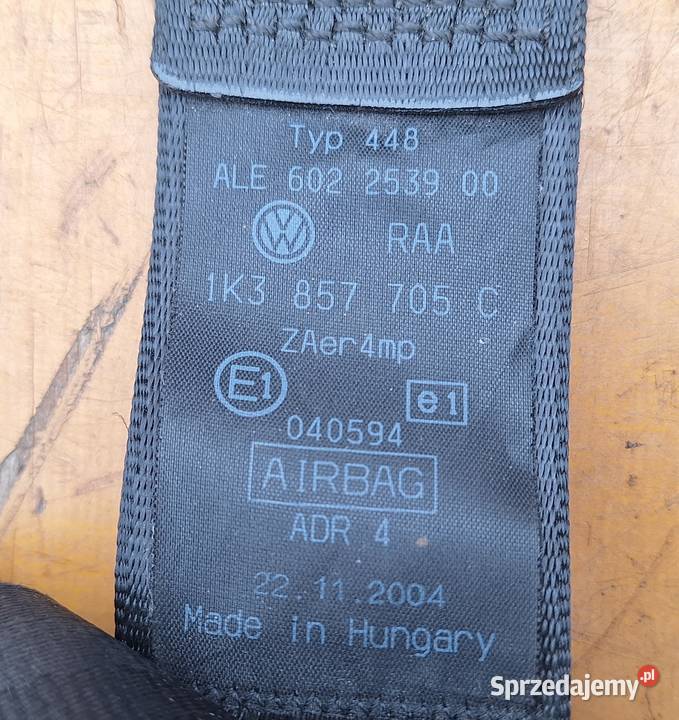 Typ 448
ALE 602 2539 00
VW RAA
1K3 857 705 C
ZAer4mp
E1 e1
040594
AIRBAG
ADR 4
22.11.2004
Made in Hungary
Sprzedajemy.pl